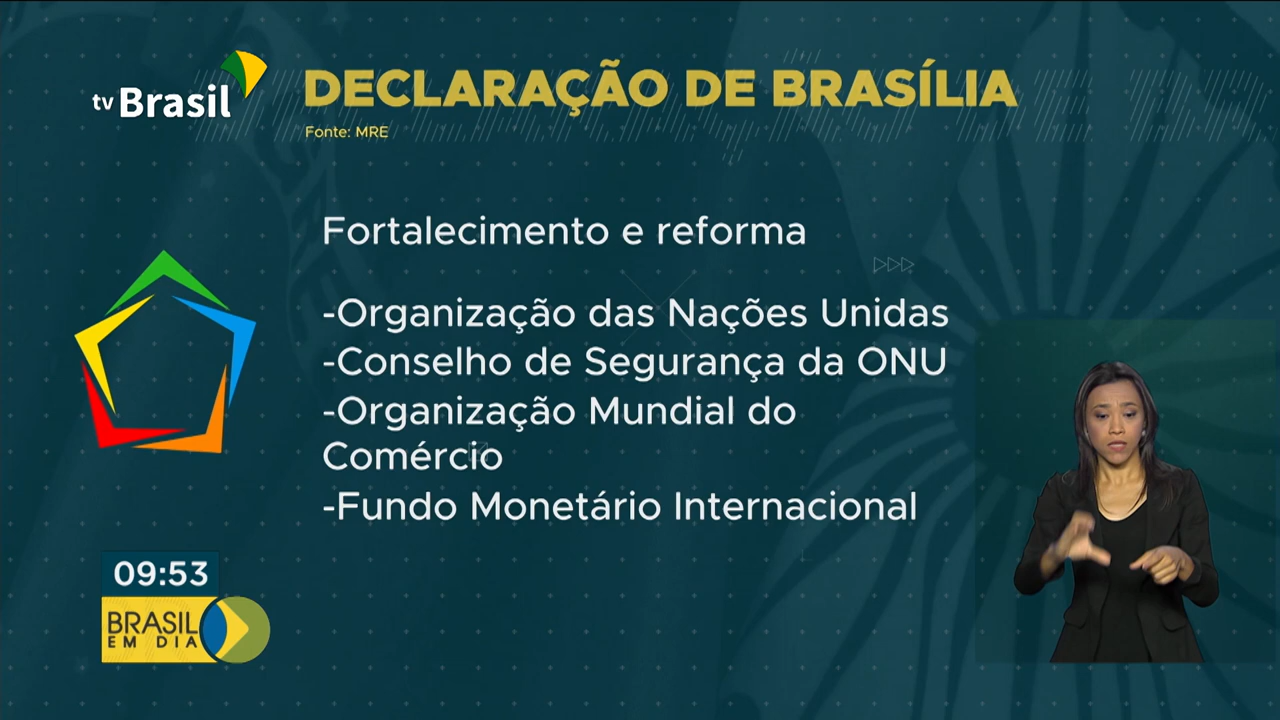 tv Brasil
DECLARAÇÃO DE BRASÍLIA
Fonte: MRE
Fortalecimento e reforma
-Organização das Nações Unidas
-Conselho de Segurança da ONU
-Organização Mundial do
Comércio
-Fundo Monetário Internacional
09:53
BRASIL
EM DIA